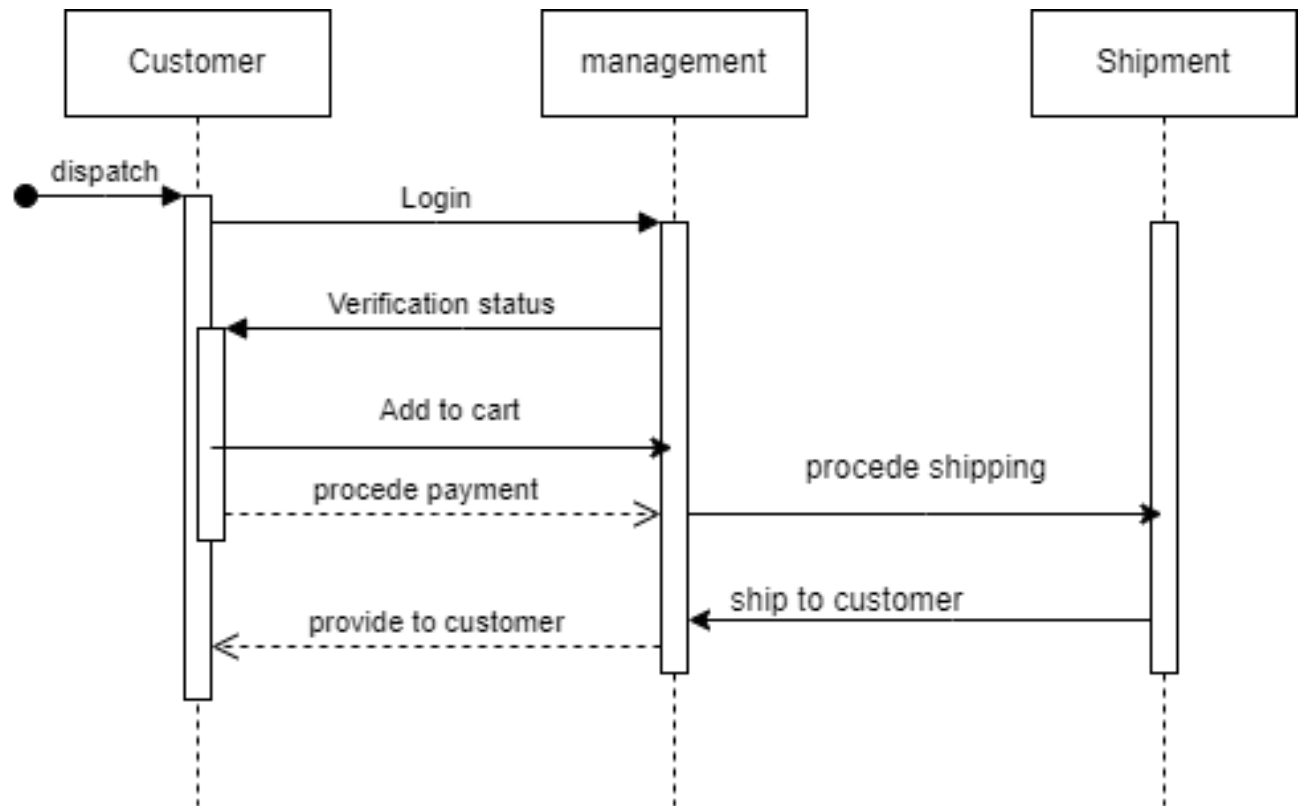 Customer
management
Shipment
dispatch
Login
Verification status
Add to cart
procede shipping
procede payment
ship to customer
provide to customer